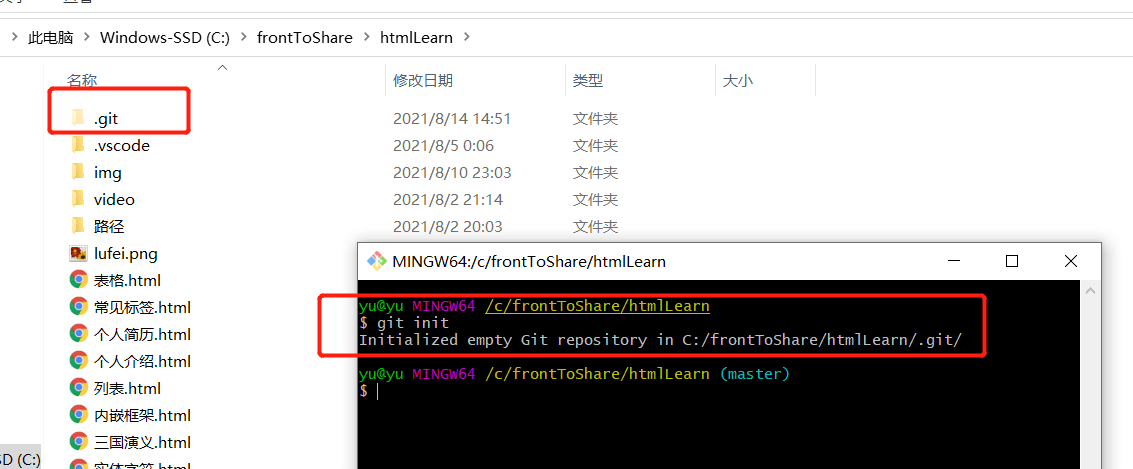 此电脑 > Windows-SSD (C:) > frontToShare > htmlLearn >
名称 修改日期 类型 大小
.git 2021/8/14 14:51 文件夹
.vscode 2021/8/5 0:06 文件夹
img 2021/8/10 23:03 文件夹
video 2021/8/2 21:14 文件夹
路径 2021/8/2 20:03 文件夹
lufei.png
表格.html
常见标签.html
个人简历.html
个人介绍.html
列表.html
内嵌框架.html
三国演义.html
实体字符.html
SD (C:)
MINGW64:/c/frontToShare/htmlLearn
yu@yu MINGW64 /c/frontToShare/htmlLearn
$ git init
Initialized empty Git repository in C:/frontToShare/htmlLearn/.git/
yu@yu MINGW64 /c/frontToShare/htmlLearn (master)
$